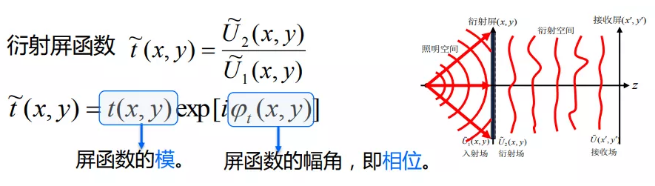 衍射屏函数 t̃(x, y) = Ũ₂(x, y) / Ũ₁(x, y)
t̃(x, y) = t(x, y) exp[iφₜ(x, y)]
屏函数的模。
屏函数的幅角，即相位。
衍射屏(x, y)
接收屏(x', y')
照明空间
衍射空间
z
Ũ₁(x, y)
入射场
Ũ₂(x, y)
衍射场
Ũ(x', y')
接收场